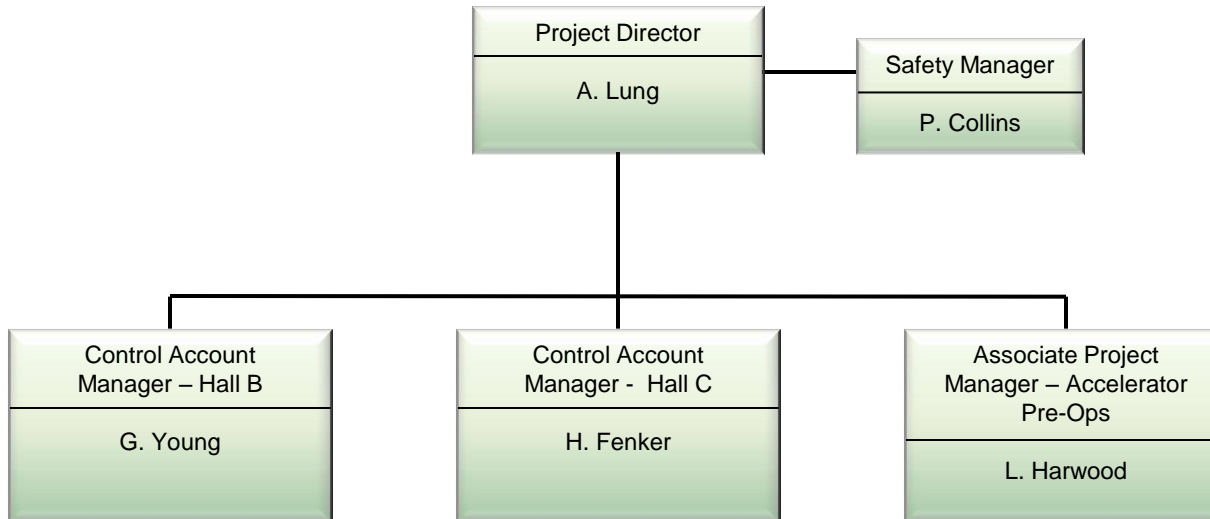 Project Director
A. Lung
Safety Manager
P. Collins
Control Account
Manager – Hall B
G. Young
Control Account
Manager - Hall C
H. Fenker
Associate Project
Manager – Accelerator
Pre-Ops
L. Harwood